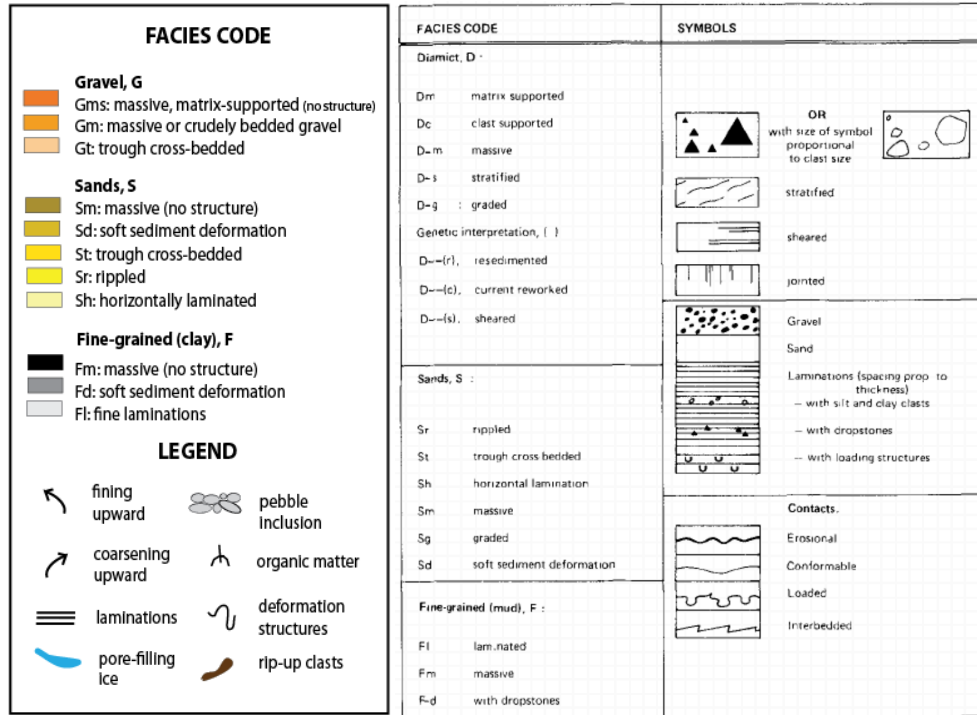 FACIES CODE
Gravel, G
Gms: massive, matrix-supported (no structure)
Gm: massive or crudely bedded gravel
Gt: trough cross-bedded
Sands, S
Sm: massive (no structure)
Sd: soft sediment deformation
St: trough cross-bedded
Sr: rippled
Sh: horizontally laminated
Fine-grained (clay), F
Fm: massive (no structure)
Fd: soft sediment deformation
Fl: fine laminations
LEGEND
fining
upward
pebble
inclusion
coarsening
upward
organic matter
laminations
deformation
structures
pore-filling
ice
rip-up clasts
FACIES CODE
Diamict, D :
Dm matrix supported
Dc clast supported
D-m massive
D-s stratified
D-g : graded
Genetic interpretation, ( )
D--(r), resedimented
D--(c), current reworked
D--(s), sheared
Sands, S :
Sr rippled
St trough cross bedded
Sh horizontal lamination
Sm massive
Sg graded
Sd soft sediment deformation
Fine-grained (mud), F :
Fl lam.nated
Fm massive
F-d with dropstones
SYMBOLS
OR
with size of symbol
proportional
to clast size
stratified
sheared
jointed
Gravel
Sand
Laminations (spacing prop to
thickness)
– with silt and clay clasts
– with dropstones
– with loading structures
Contacts.
Erosional
Conformable
Loaded
Interbedded